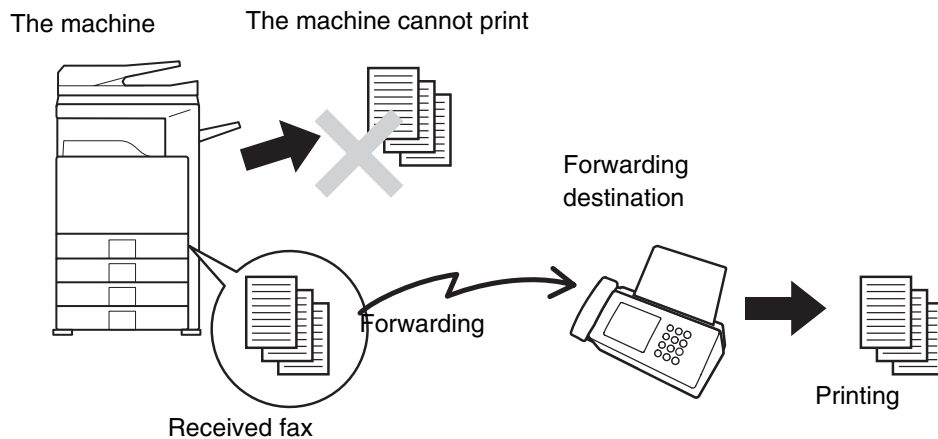 The machine
The machine cannot print
Forwarding
destination
Forwarding
Printing
Received fax